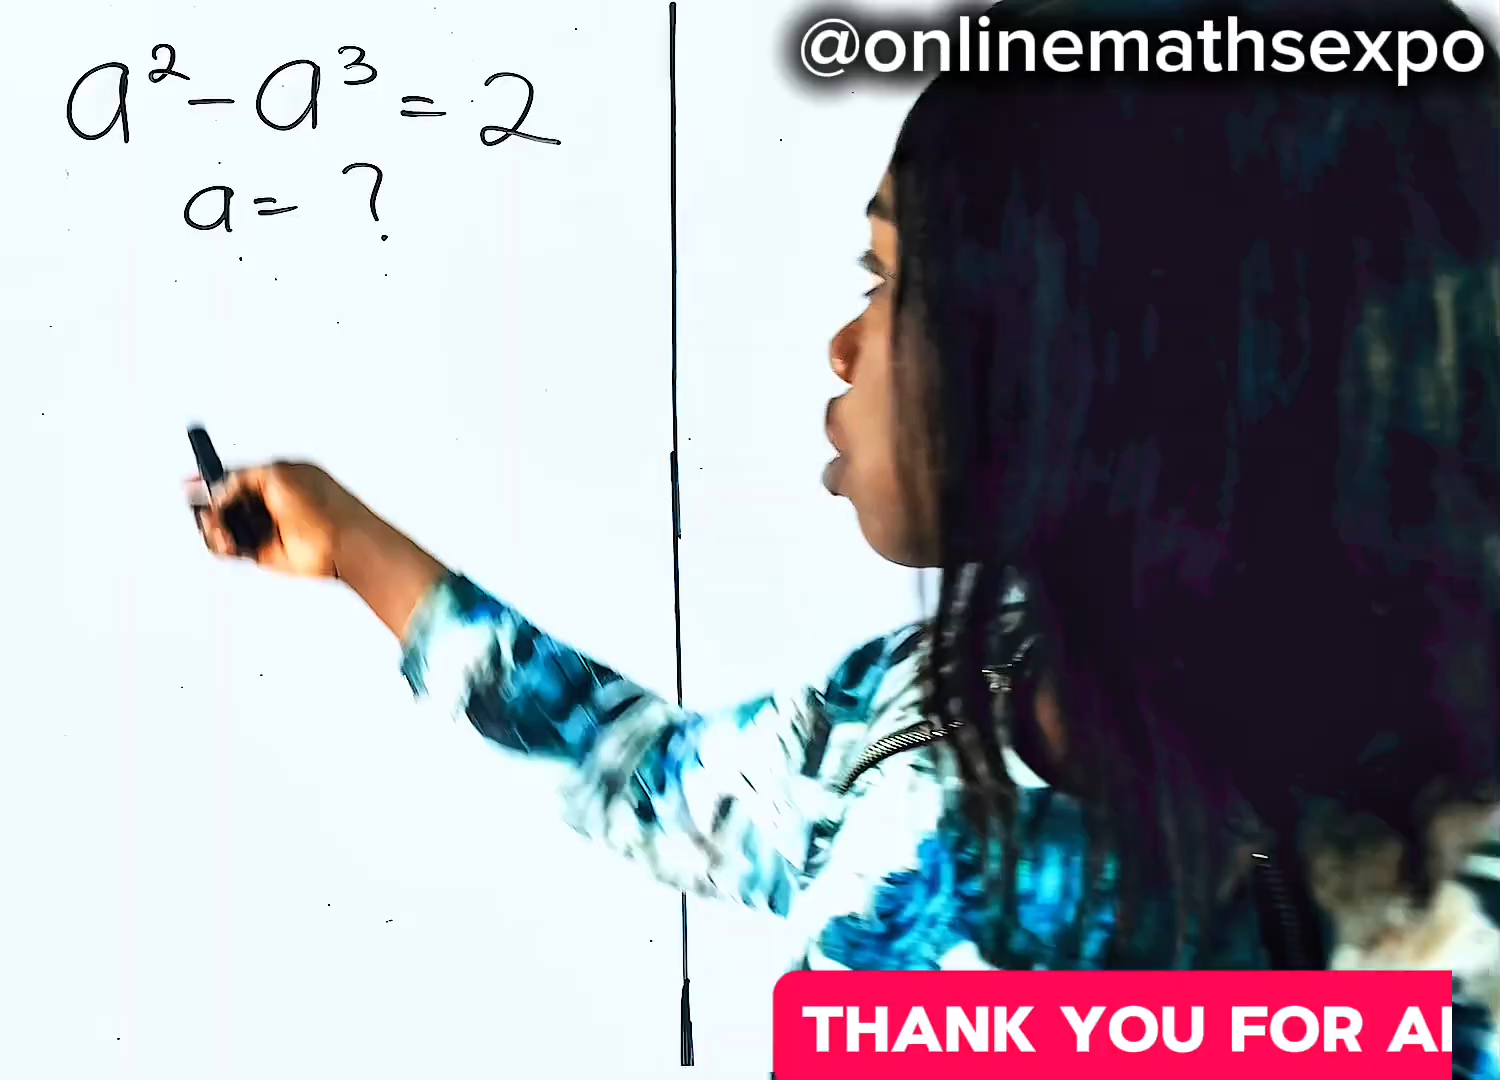 @onlinemathsexpo
a² - a³ = 2
a = ?
THANK YOU FOR